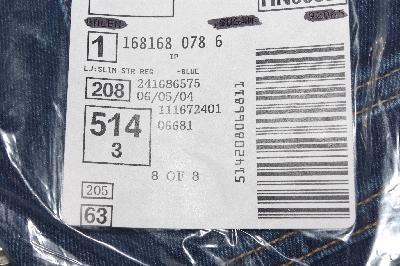 1 168168 078 6
IP
LJ:SLIM STR REG -BLUE
208 241686575
06/05/04
514 111672401
3 06681
8 OF 8
205
63
514208066811